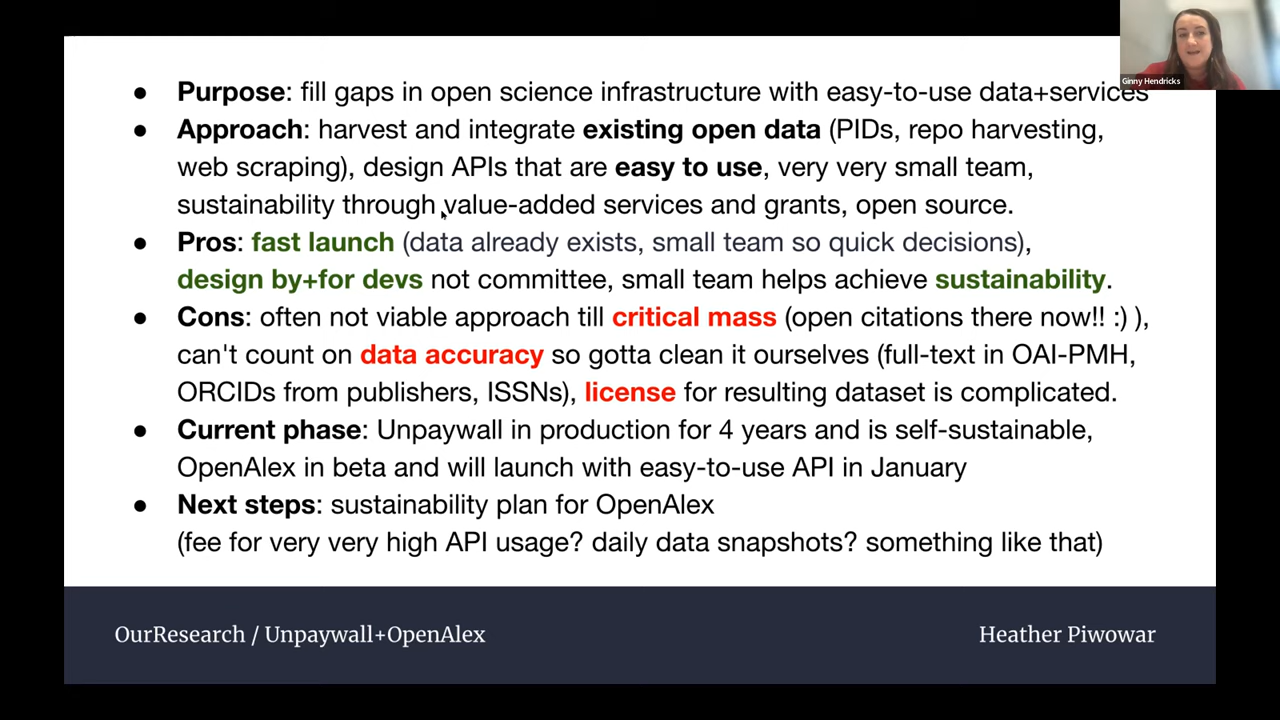 Ginny Hendricks
● Purpose: fill gaps in open science infrastructure with easy-to-use data+services
● Approach: harvest and integrate existing open data (PIDs, repo harvesting,
web scraping), design APIs that are easy to use, very very small team,
sustainability through value-added services and grants, open source.
● Pros: fast launch (data already exists, small team so quick decisions),
design by+for devs not committee, small team helps achieve sustainability.
● Cons: often not viable approach till critical mass (open citations there now!! :) ),
can't count on data accuracy so gotta clean it ourselves (full-text in OAI-PMH,
ORCIDs from publishers, ISSNs), license for resulting dataset is complicated.
● Current phase: Unpaywall in production for 4 years and is self-sustainable,
OpenAlex in beta and will launch with easy-to-use API in January
● Next steps: sustainability plan for OpenAlex
(fee for very very high API usage? daily data snapshots? something like that)
OurResearch / Unpaywall+OpenAlex
Heather Piwowar